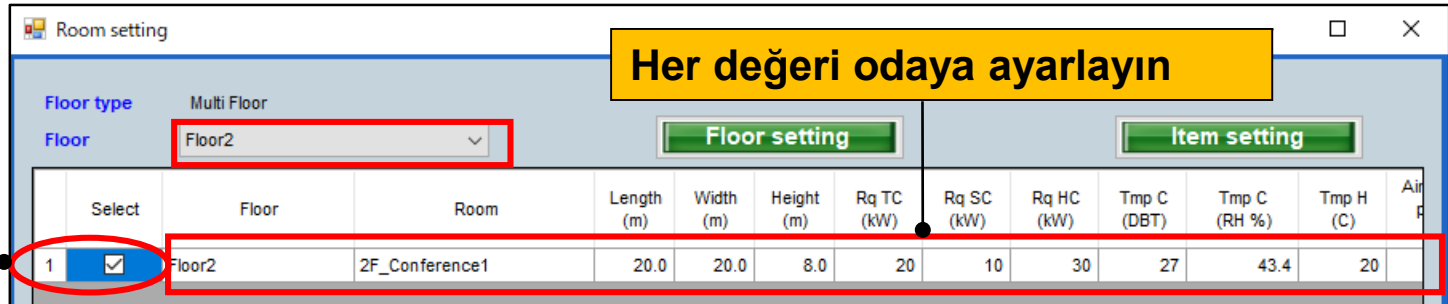 Room setting
Her değeri odaya ayarlayın
Floor type Multi Floor
Floor Floor2 Floor setting Item setting
Select Floor Room Length (m) Width (m) Height (m) Rq TC (kW) Rq SC (kW) Rq HC (kW) Tmp C (DBT) Tmp C (RH %) Tmp H (C) Air
1 Floor2 2F_Conference1 20.0 20.0 8.0 20 10 30 27 43.4 20